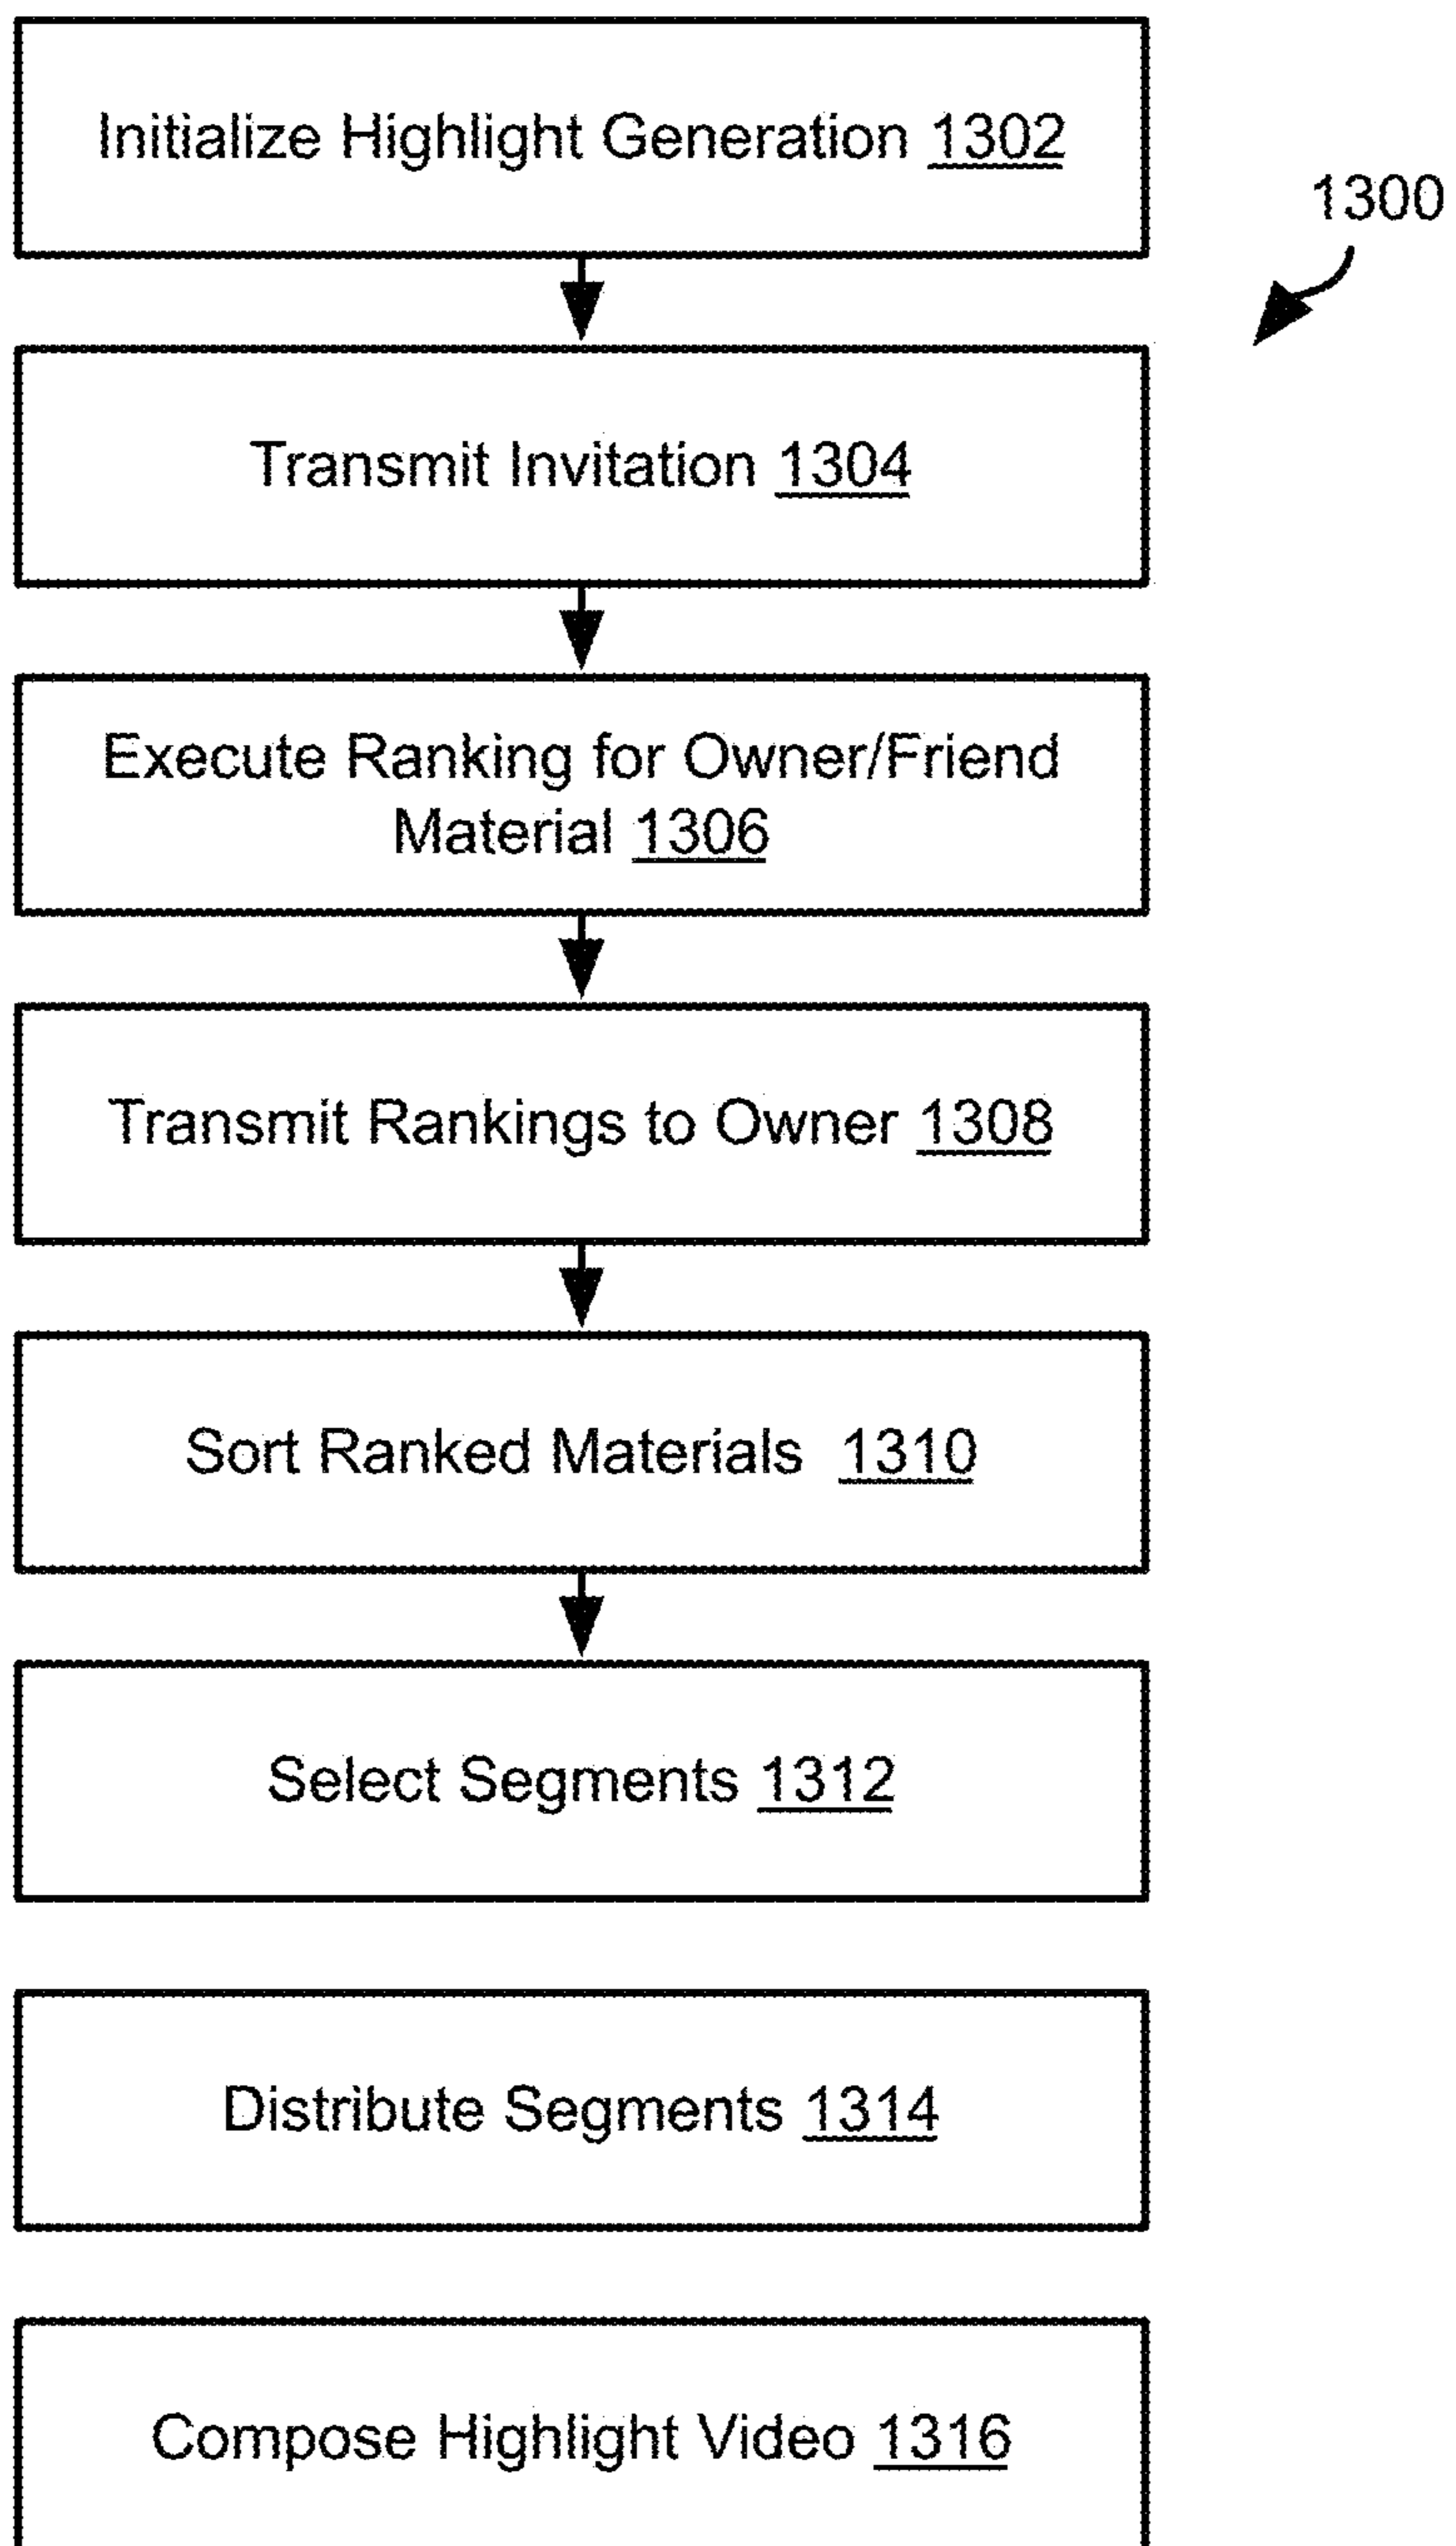 Initialize Highlight Generation 1302
1300
Transmit Invitation 1304
Execute Ranking for Owner/Friend
Material 1306
Transmit Rankings to Owner 1308
Sort Ranked Materials 1310
Select Segments 1312
Distribute Segments 1314
Compose Highlight Video 1316